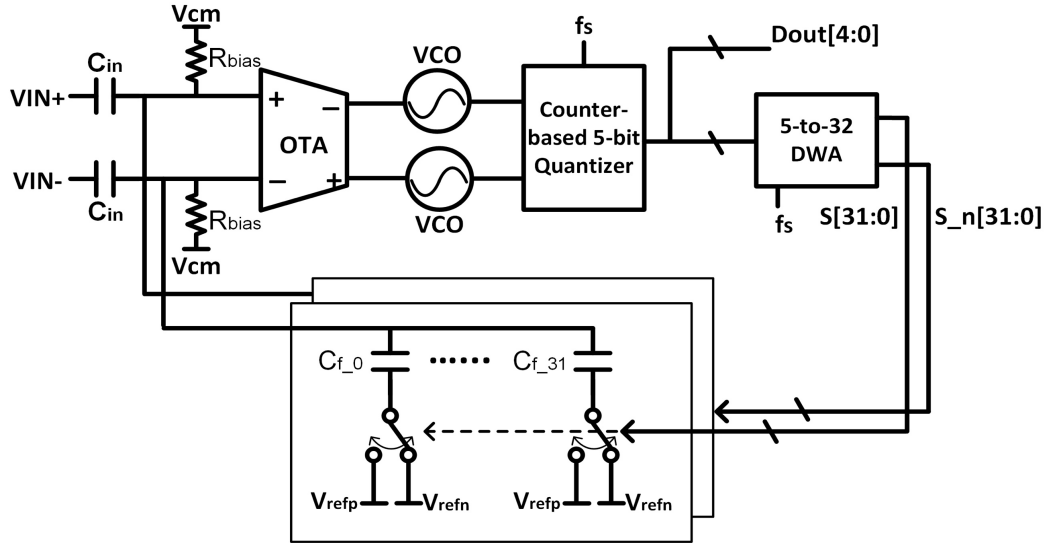 Vcm
fs
Dout[4:0]
Cin
Rbias
VCO
VIN+
+
−
OTA
Counter-
based 5-bit
Quantizer
5-to-32
DWA
VIN-
−
+
Cin
Rbias
VCO
fs
S[31:0]
S_n[31:0]
Vcm
Cf_0
Cf_31
Vrefp
Vrefn
Vrefp
Vrefn